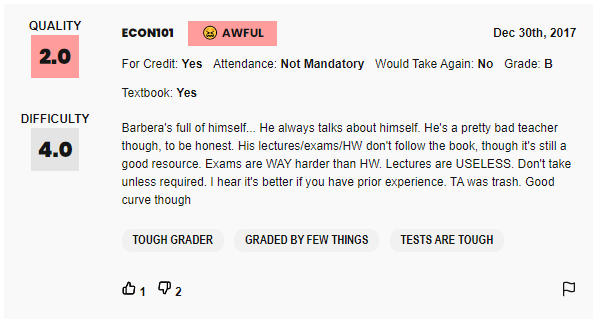 QUALITY
2.0
DIFFICULTY
4.0
ECON101 😖 AWFUL Dec 30th, 2017
For Credit: Yes Attendance: Not Mandatory Would Take Again: No Grade: B
Textbook: Yes
Barbera's full of himself... He always talks about himself. He's a pretty bad teacher
though, to be honest. His lectures/exams/HW don't follow the book, though it's still a
good resource. Exams are WAY harder than HW. Lectures are USELESS. Don't take
unless required. I hear it's better if you have prior experience. TA was trash. Good
curve though
TOUGH GRADER GRADED BY FEW THINGS TESTS ARE TOUGH
1 2